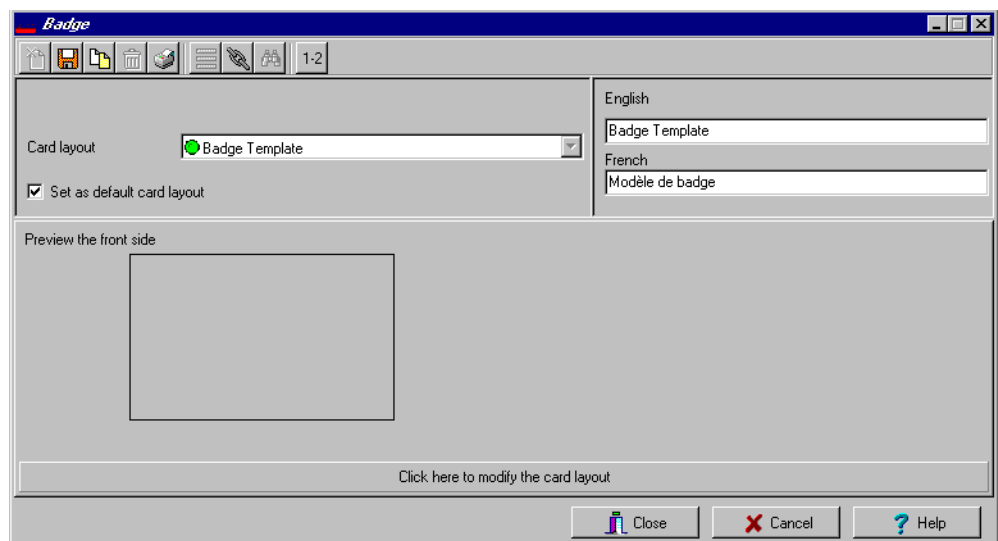 Badge
1-2
English
Badge Template
Card layout
Badge Template
French
Modèle de badge
Set as default card layout
Preview the front side
Click here to modify the card layout
Close
Cancel
? Help